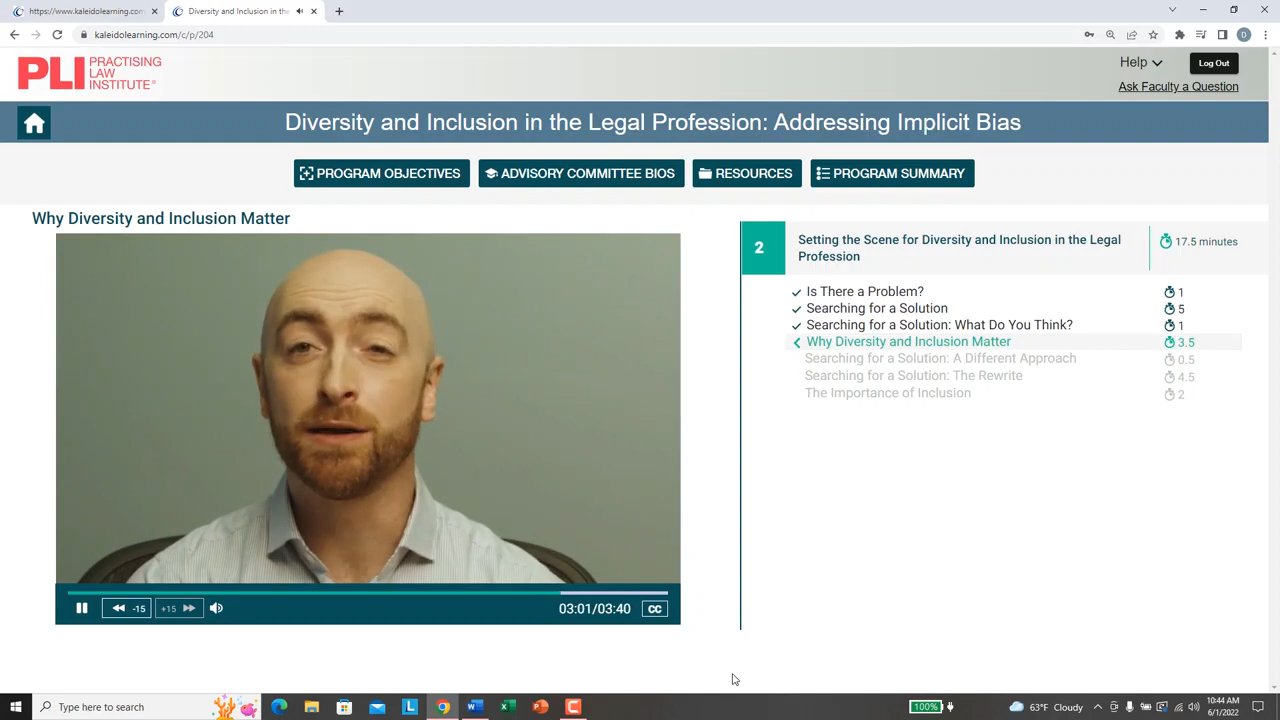 https://www.kaleidolearning.com/
Diversity and Inclusion in the
kaleidolearning.com/c/p/204
D
PLI PRACTISING
LAW
INSTITUTE®
Help
Log Out
Ask Faculty a Question
Diversity and Inclusion in the Legal Profession: Addressing Implicit Bias
PROGRAM OBJECTIVES
ADVISORY COMMITTEE BIOS
RESOURCES
PROGRAM SUMMARY
Why Diversity and Inclusion Matter
2
Setting the Scene for Diversity and Inclusion in the Legal
Profession
17.5 minutes
Is There a Problem? 1
Searching for a Solution 5
Searching for a Solution: What Do You Think? 1
Why Diversity and Inclusion Matter 3.5
Searching for a Solution: A Different Approach 0.5
Searching for a Solution: The Rewrite 4.5
The Importance of Inclusion 2
-15
+15
03:01/03:40
CC
Type here to search
100%
63°F Cloudy
10:44 AM
6/1/2022